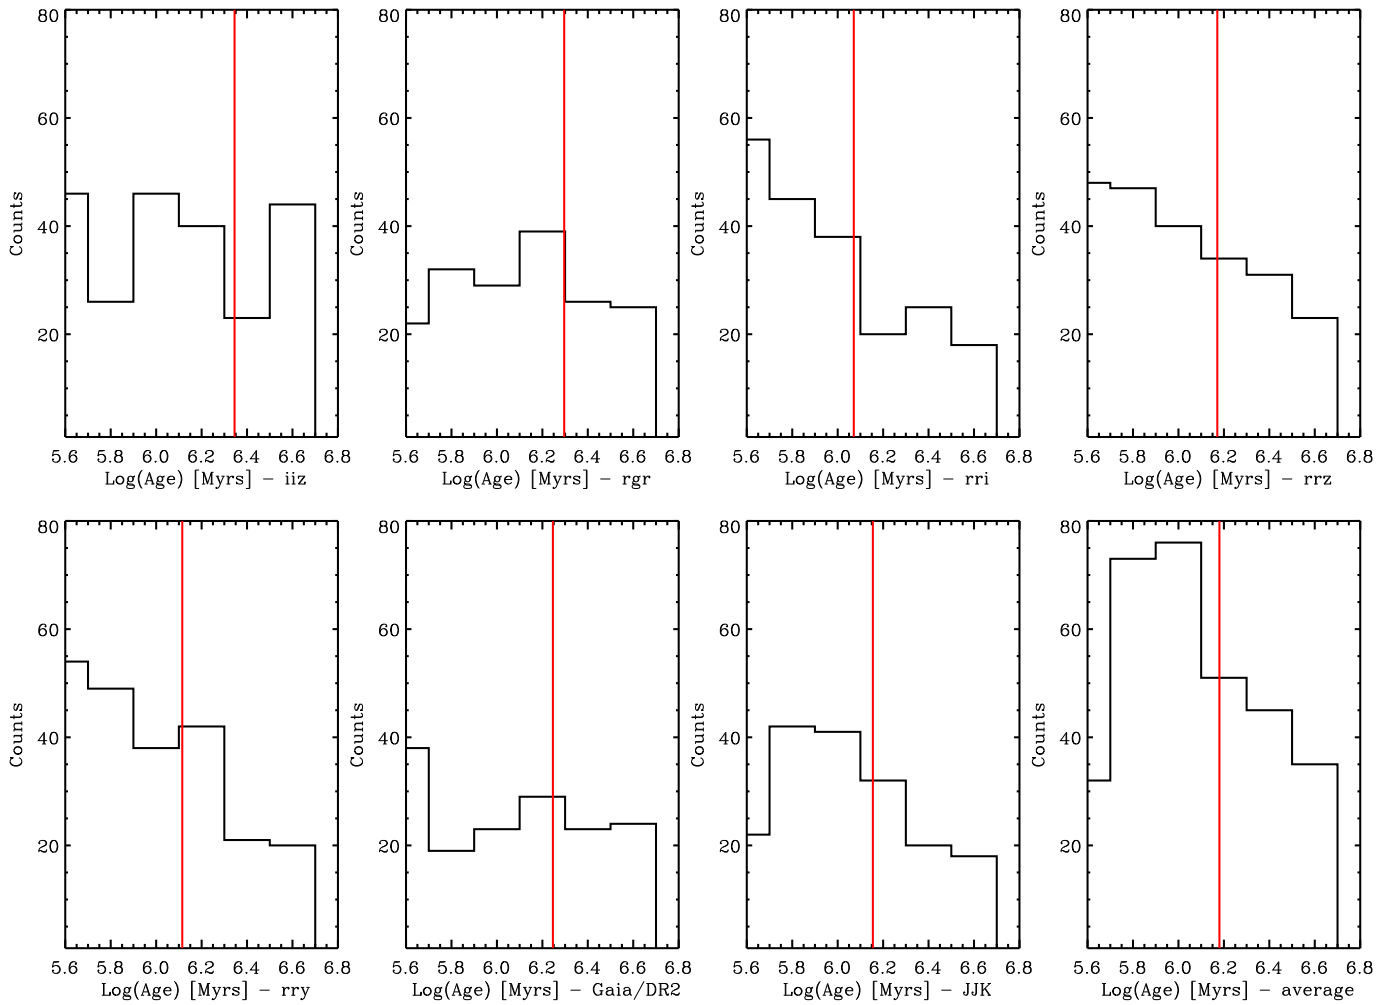 80 80 80 80
60 60 60 60
Counts Counts Counts Counts
40 40 40 40
20 20 20 20
5.6 5.8 6.0 6.2 6.4 6.6 6.8 5.6 5.8 6.0 6.2 6.4 6.6 6.8 5.6 5.8 6.0 6.2 6.4 6.6 6.8 5.6 5.8 6.0 6.2 6.4 6.6 6.8
Log(Age) [Myrs] – iiz Log(Age) [Myrs] – rgr Log(Age) [Myrs] – rri Log(Age) [Myrs] – rrz
80 80 80 80
60 60 60 60
Counts Counts Counts Counts
40 40 40 40
20 20 20 20
5.6 5.8 6.0 6.2 6.4 6.6 6.8 5.6 5.8 6.0 6.2 6.4 6.6 6.8 5.6 5.8 6.0 6.2 6.4 6.6 6.8 5.6 5.8 6.0 6.2 6.4 6.6 6.8
Log(Age) [Myrs] – rry Log(Age) [Myrs] – Gaia/DR2 Log(Age) [Myrs] – JJK Log(Age) [Myrs] – average